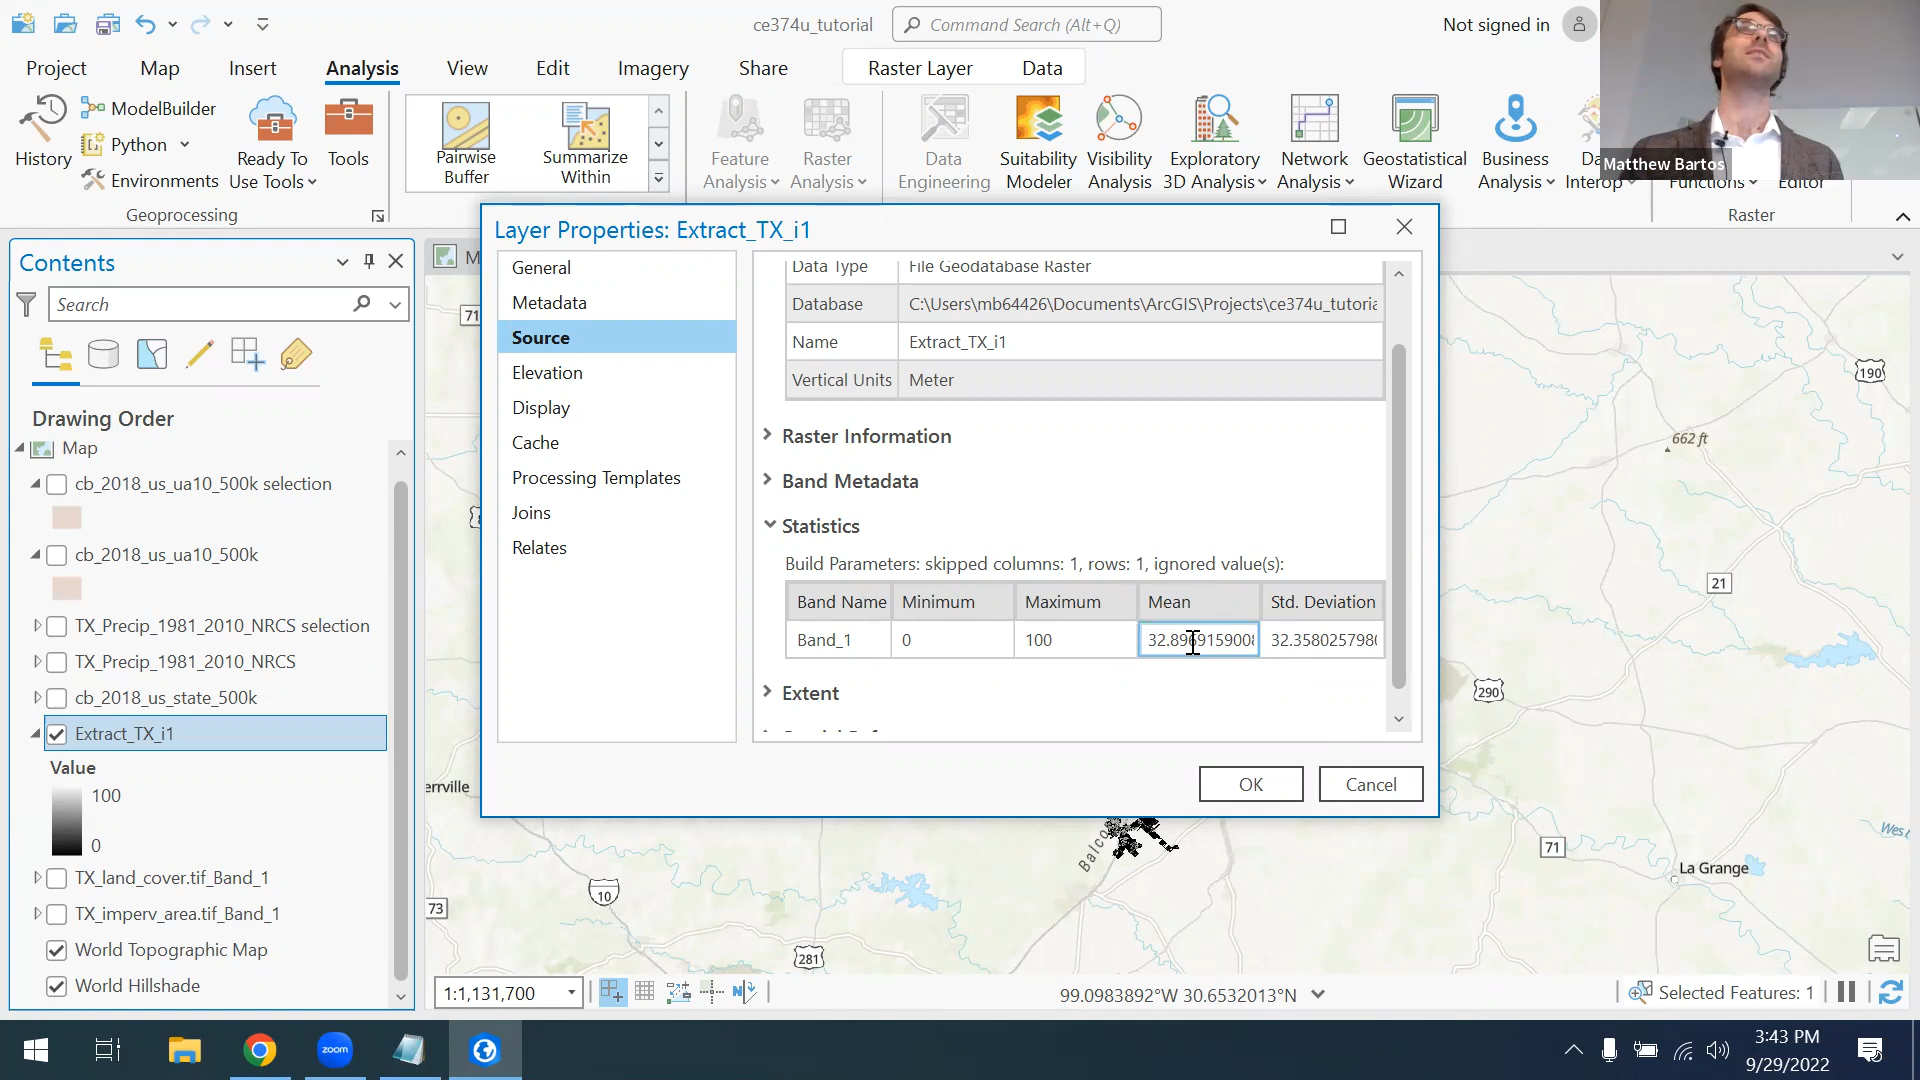 ce374u_tutorial
Command Search (Alt+Q)
Not signed in
Project
Map
Insert
Analysis
View
Edit
Imagery
Share
Raster Layer
Data
History
ModelBuilder
Python
Environments
Ready To
Use Tools
Tools
Pairwise
Buffer
Summarize
Within
Feature
Analysis
Raster
Analysis
Data
Engineering
Suitability
Modeler
Visibility
Analysis
Exploratory
3D Analysis
Network
Analysis
Geostatistical
Wizard
Business
Analysis
Interop
Functions
Editor
Matthew Bartos
Geoprocessing
Raster
Contents
Search
Drawing Order
Map
cb_2018_us_ua10_500k selection
cb_2018_us_ua10_500k
TX_Precip_1981_2010_NRCS selection
TX_Precip_1981_2010_NRCS
cb_2018_us_state_500k
Extract_TX_i1
Value
100
0
TX_land_cover.tif_Band_1
TX_imperv_area.tif_Band_1
World Topographic Map
World Hillshade
Layer Properties: Extract_TX_i1
General
Metadata
Source
Elevation
Display
Cache
Processing Templates
Joins
Relates
Data Type File Geodatabase Raster
Database C:\Users\mb64426\Documents\ArcGIS\Projects\ce374u_tutoria
Name Extract_TX_i1
Vertical Units Meter
Raster Information
Band Metadata
Statistics
Build Parameters: skipped columns: 1, rows: 1, ignored value(s):
Band Name Minimum Maximum Mean Std. Deviation
Band_1 0 100 32.8969159008 32.3580257980
Extent
OK
Cancel
71
190
662 ft
21
290
71
La Grange
West
erryille
Balco
10
73
281
1:1,131,700
99.0983892°W 30.6532013°N
Selected Features: 1
zoom
3:43 PM
9/29/2022